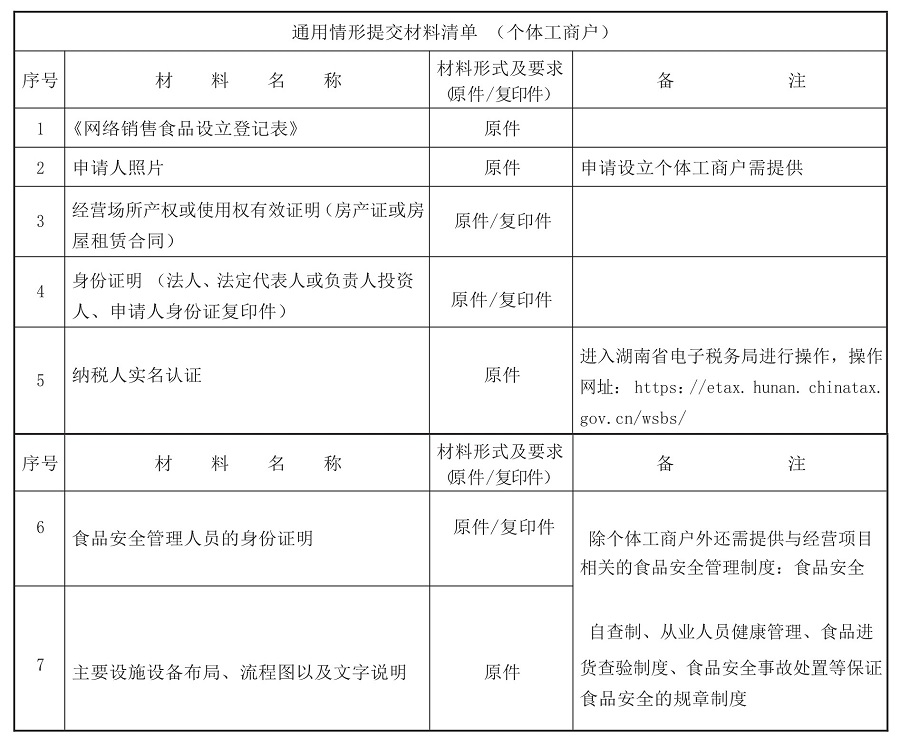 通用情形提交材料清单 （个体工商户）
序号 材 料 名 称 材料形式及要求 备 注
(原件/复印件)
1 《网络销售食品设立登记表》 原件
2 申请人照片 原件 申请设立个体工商户需提供
3 经营场所产权或使用权有效证明（房产证或房 原件/复印件
屋租赁合同）
4 身份证明 （法人、法定代表人或负责人投资 原件/复印件
人、申请人身份证复印件）
5 纳税人实名认证 原件 进入湖南省电子税务局进行操作，操作
网址： https：//etax. hunan. chinatax.
gov.cn/wsbs/
序号 材 料 名 称 材料形式及要求 备 注
(原件/复印件)
6 食品安全管理人员的身份证明 原件/复印件 除个体工商户外还需提供与经营项目
相关的食品安全管理制度：食品安全
自查制、从业人员健康管理、食品进
7 主要设施设备布局、流程图以及文字说明 原件 货查验制度、食品安全事故处置等保证
食品安全的规章制度